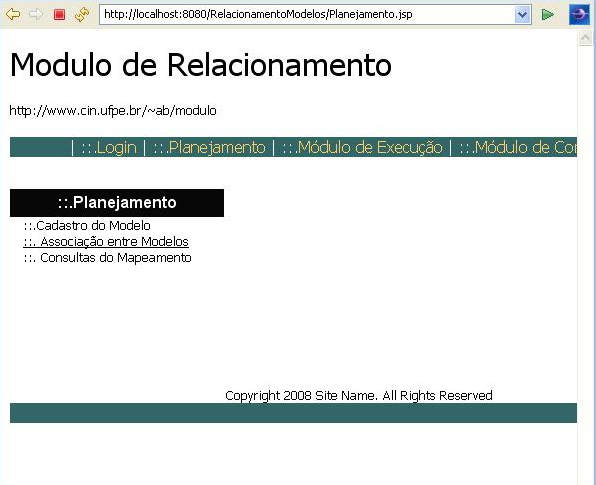 http://localhost:8080/RelacionamentoModelos/Planejamento.jsp
Modulo de Relacionamento
http://www.cin.ufpe.br/~ab/modulo
| ::.Login | ::.Planejamento | ::.Módulo de Execução | ::.Módulo de Cor
::.Planejamento
::.Cadastro do Modelo
::. Associação entre Modelos
::. Consultas do Mapeamento
Copyright 2008 Site Name. All Rights Reserved